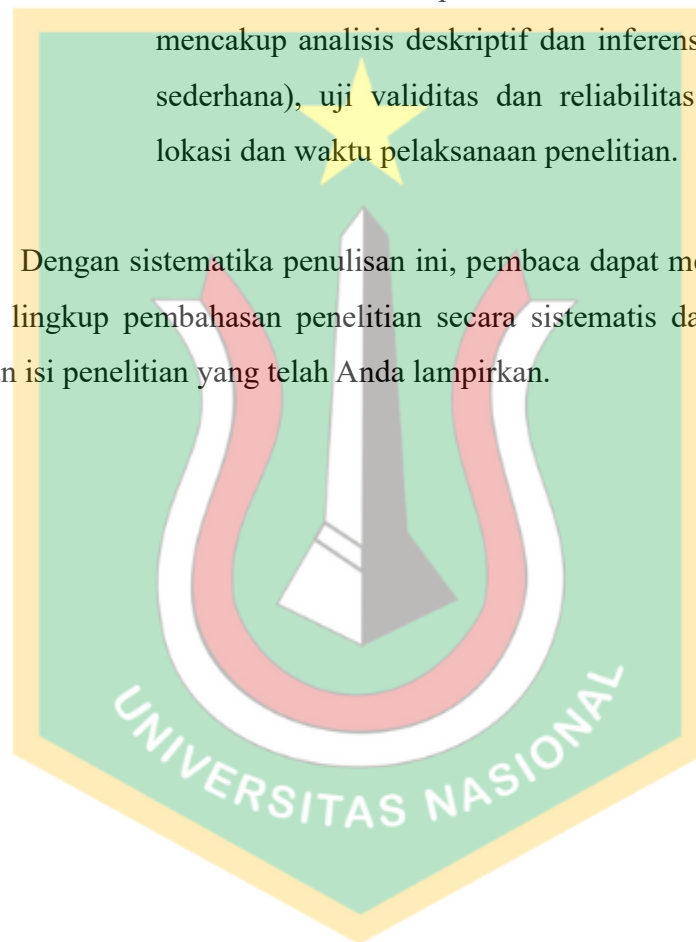 mencakup analisis deskriptif dan inferens
sederhana), uji validitas dan reliabilitas
lokasi dan waktu pelaksanaan penelitian.
Dengan sistematika penulisan ini, pembaca dapat me
lingkup pembahasan penelitian secara sistematis da
n isi penelitian yang telah Anda lampirkan.
UNIVERSITAS NASIONAL